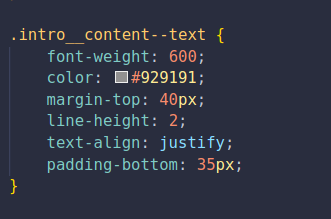 .intro__content--text {
font-weight: 600;
color: #929191;
margin-top: 40px;
line-height: 2;
text-align: justify;
padding-bottom: 35px;
}